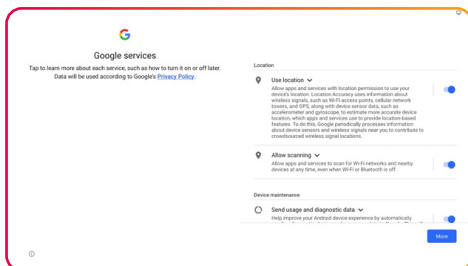 Google services
Tap to learn more about each service, such as how to turn it on or off later.
Data will be used according to Google's Privacy Policy.
Location
Use location
Allow apps and services with location permission to use your
device's location. Location Accuracy uses information about
wireless signals, such as Wi-Fi access points, cellular network
towers, and GPS, along with device sensor data, such as
accelerometer and gyroscope, to estimate more accurate device
location, which apps and services use to provide location-based
features. To do this, Google periodically processes information
about device sensors and wireless signals near you to contribute to
crowdsourced wireless signal locations.
Allow scanning
Allow apps and services to scan for Wi-Fi networks and nearby
devices at any time, even when Wi-Fi or Bluetooth is off.
Device maintenance
Send usage and diagnostic data
Help improve your Android device experience by automatically
More